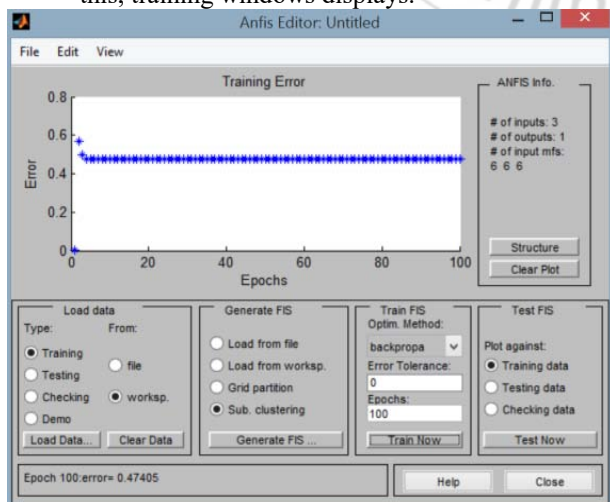 this, training windows displays.
Anfis Editor: Untitled
File Edit View
Training Error
0.8
0.6
0.4
0.2
0
Error
0 20 40 60 80 100
Epochs
ANFIS Info.
# of inputs: 3
# of outputs: 1
# of input mfs:
6 6 6
Structure
Clear Plot
Load data
Type: From:
Training
Testing
Checking
Demo
file
worksp.
Load Data... Clear Data
Generate FIS
Load from file
Load from worksp.
Grid partition
Sub. clustering
Generate FIS ...
Train FIS
Optim. Method:
backpropa
Error Tolerance:
0
Epochs:
100
Train Now
Test FIS
Plot against:
Training data
Testing data
Checking data
Test Now
Epoch 100:error= 0.47405
Help Close